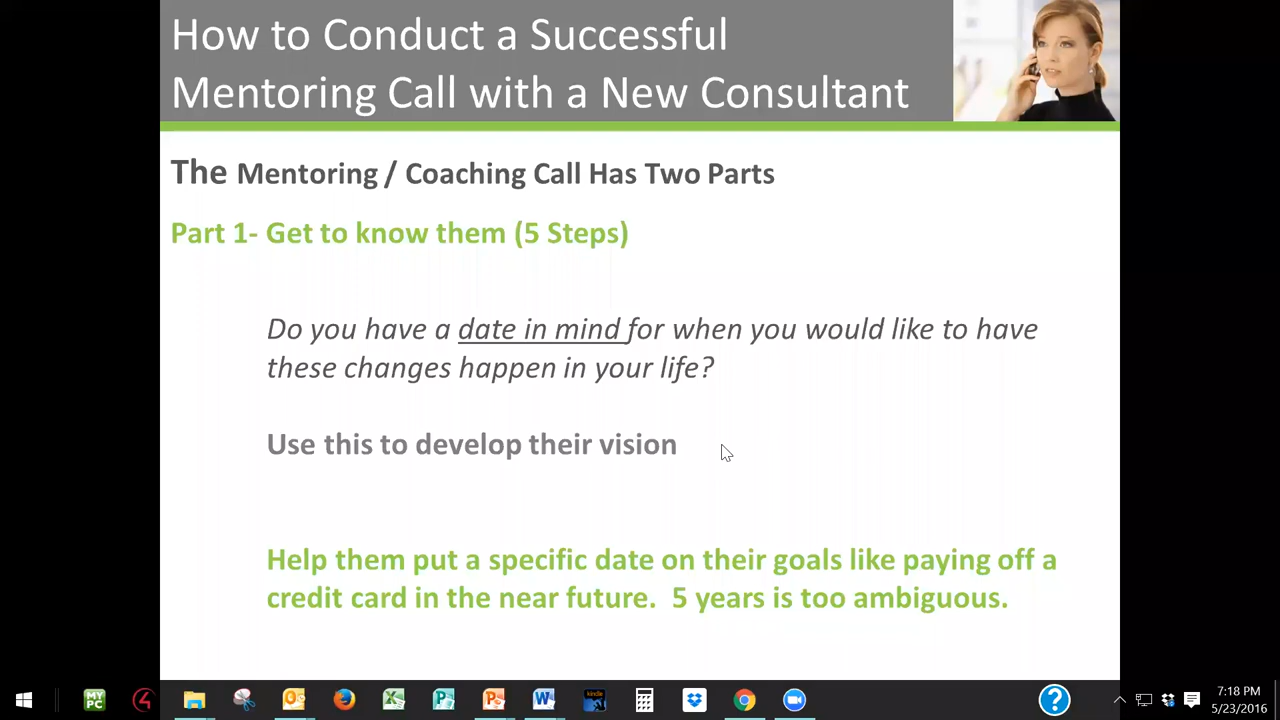 How to Conduct a Successful
Mentoring Call with a New Consultant
The Mentoring / Coaching Call Has Two Parts
Part 1- Get to know them (5 Steps)
Do you have a date in mind for when you would like to have
these changes happen in your life?
Use this to develop their vision
Help them put a specific date on their goals like paying off a
credit card in the near future.  5 years is too ambiguous.
MY PC
kindle
7:18 PM
5/23/2016